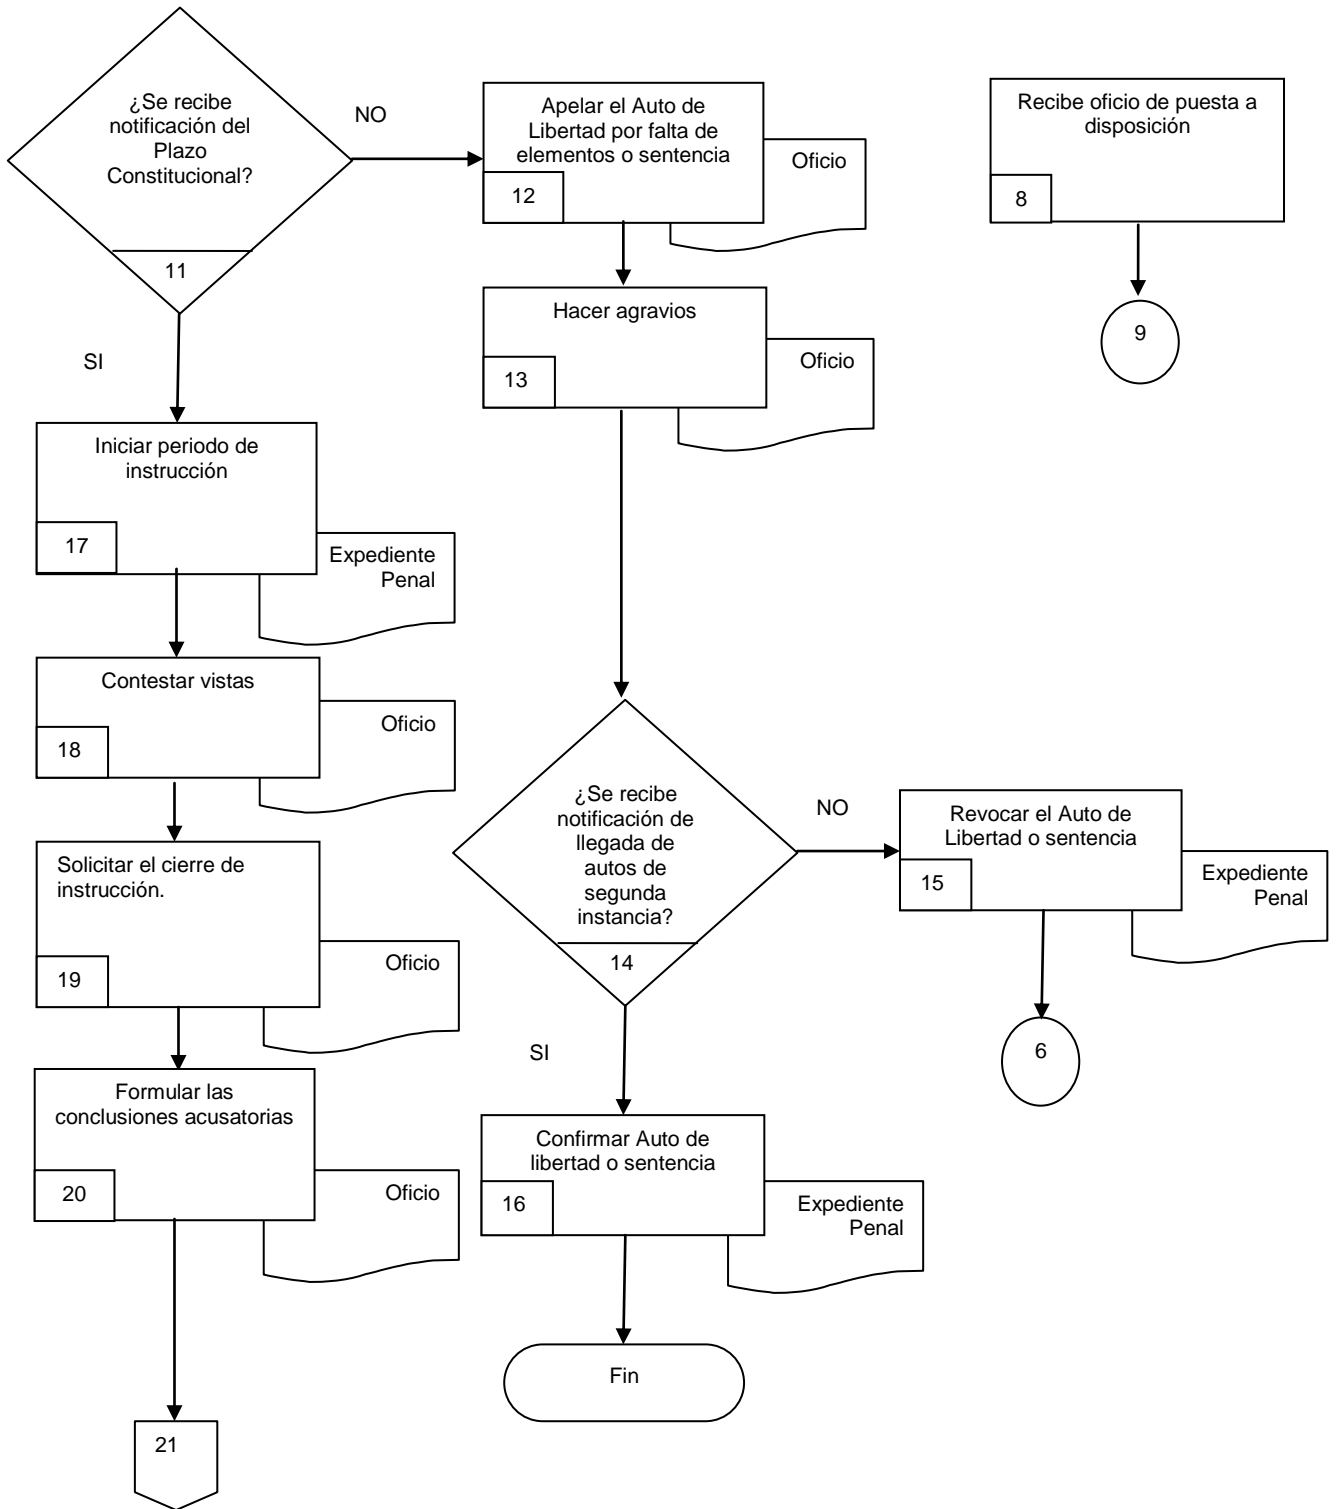 ¿Se recibe
notificación del
Plazo
Constitucional?
11
NO
Apelar el Auto de
Libertad por falta de
elementos o sentencia
12
Oficio
Recibe oficio de puesta a
disposición
8
9
Hacer agravios
13
Oficio
SI
Iniciar periodo de
instrucción
17
Expediente
Penal
Contestar vistas
18
Oficio
Solicitar el cierre de
instrucción.
19
Oficio
Formular las
conclusiones acusatorias
20
Oficio
21
¿Se recibe
notificación de
llegada de
autos de
segunda
instancia?
14
NO
Revocar el Auto de
Libertad o sentencia
15
Expediente
Penal
6
SI
Confirmar Auto de
libertad o sentencia
16
Expediente
Penal
Fin